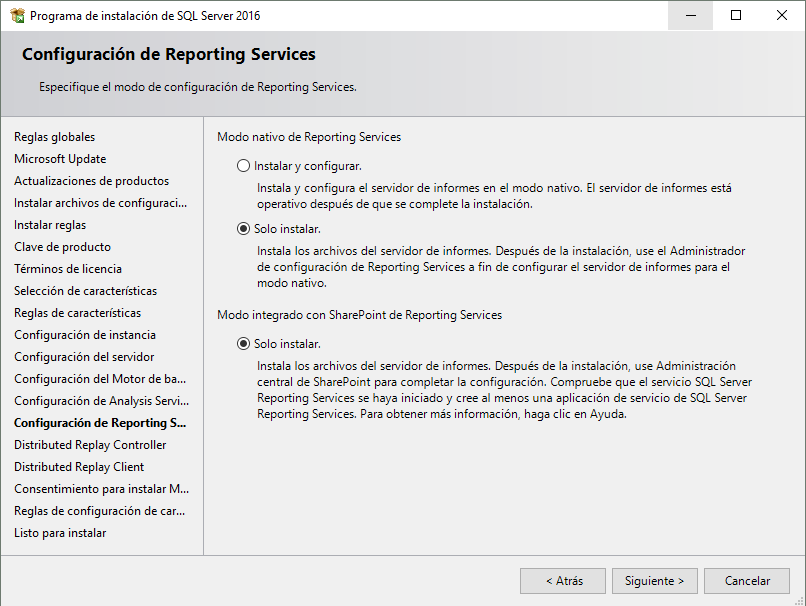 Programa de instalación de SQL Server 2016
Configuración de Reporting Services
Especifique el modo de configuración de Reporting Services.
Reglas globales
Microsoft Update
Actualizaciones de productos
Instalar archivos de configuraci...
Instalar reglas
Clave de producto
Términos de licencia
Selección de características
Reglas de características
Configuración de instancia
Configuración del servidor
Configuración del Motor de ba...
Configuración de Analysis Servi...
Configuración de Reporting S...
Distributed Replay Controller
Distributed Replay Client
Consentimiento para instalar M...
Reglas de configuración de car...
Listo para instalar
Modo nativo de Reporting Services
Instalar y configurar.
Instala y configura el servidor de informes en el modo nativo. El servidor de informes está
operativo después de que se complete la instalación.
Solo instalar.
Instala los archivos del servidor de informes. Después de la instalación, use el Administrador
de configuración de Reporting Services a fin de configurar el servidor de informes para el
modo nativo.
Modo integrado con SharePoint de Reporting Services
Solo instalar.
Instala los archivos del servidor de informes. Después de la instalación, use Administración
central de SharePoint para completar la configuración. Compruebe que el servicio SQL Server
Reporting Services se haya iniciado y cree al menos una aplicación de servicio de SQL Server
Reporting Services. Para obtener más información, haga clic en Ayuda.
< Atrás
Siguiente >
Cancelar